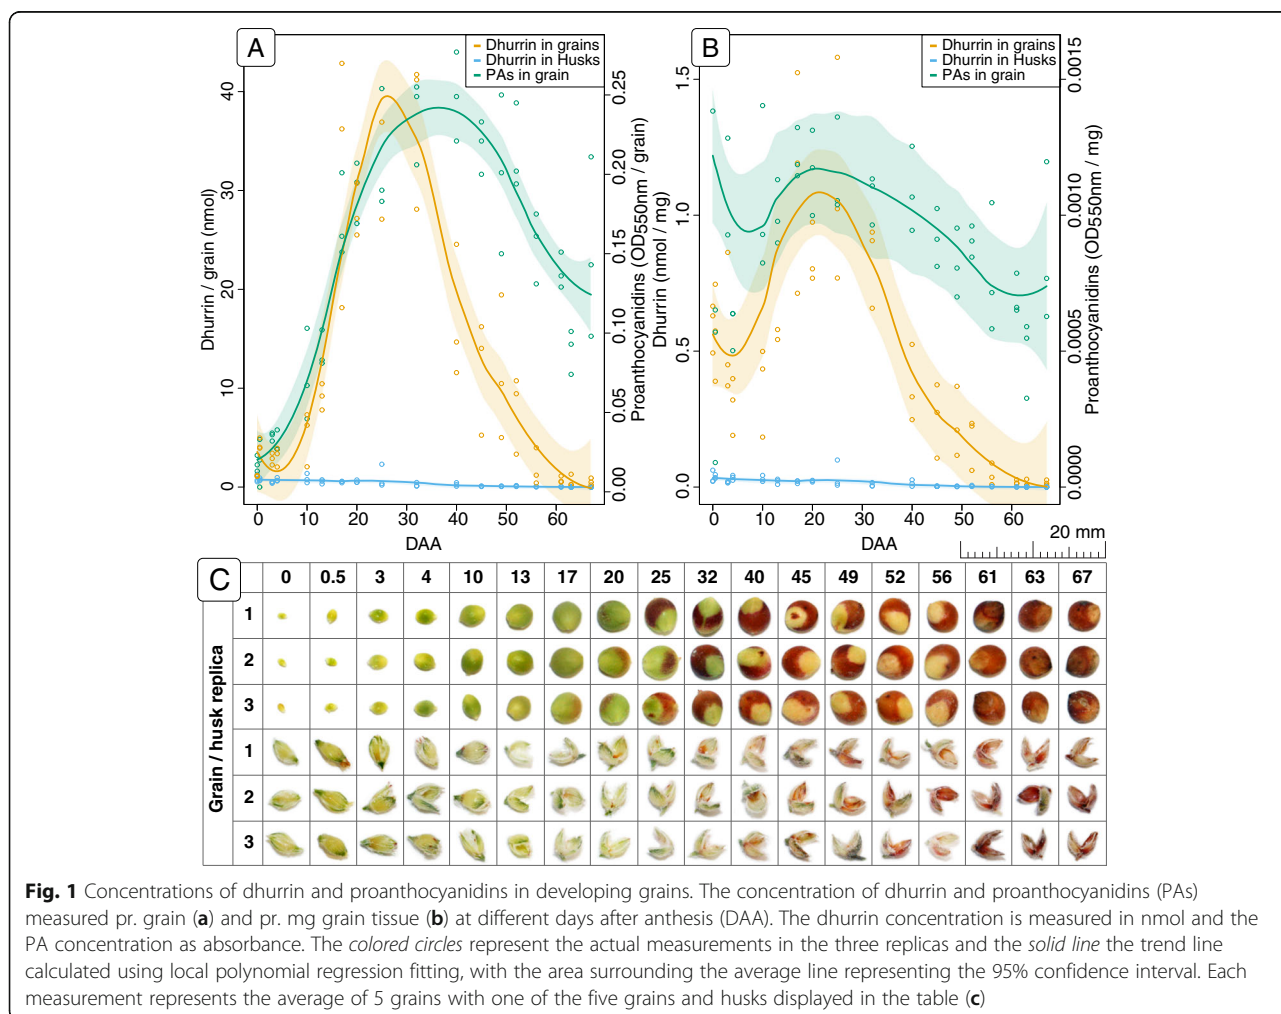 A
Dhurrin in grains
Dhurrin in Husks
PAs in grain
Dhurrin / grain (nmol)
0
10
20
30
40
Proanthocyanidins (OD550nm / grain)
0.00
0.05
0.10
0.15
0.20
0.25
0 10 20 30 40 50 60
DAA
B
Dhurrin in grains
Dhurrin in Husks
PAs in grain
Dhurrin (nmol / mg)
0.0
0.5
1.0
1.5
Proanthocyanidins (OD550nm / mg)
0.0000
0.0005
0.0010
0.0015
0 10 20 30 40 50 60
DAA
20 mm
C
0 0.5 3 4 10 13 17 20 25 32 40 45 49 52 56 61 63 67
Grain / husk replica
1
2
3
1
2
3
Fig. 1 Concentrations of dhurrin and proanthocyanidins in developing grains. The concentration of dhurrin and proanthocyanidins (PAs)
measured pr. grain (a) and pr. mg grain tissue (b) at different days after anthesis (DAA). The dhurrin concentration is measured in nmol and the
PA concentration as absorbance. The colored circles represent the actual measurements in the three replicas and the solid line the trend line
calculated using local polynomial regression fitting, with the area surrounding the average line representing the 95% confidence interval. Each
measurement represents the average of 5 grains with one of the five grains and husks displayed in the table (c)